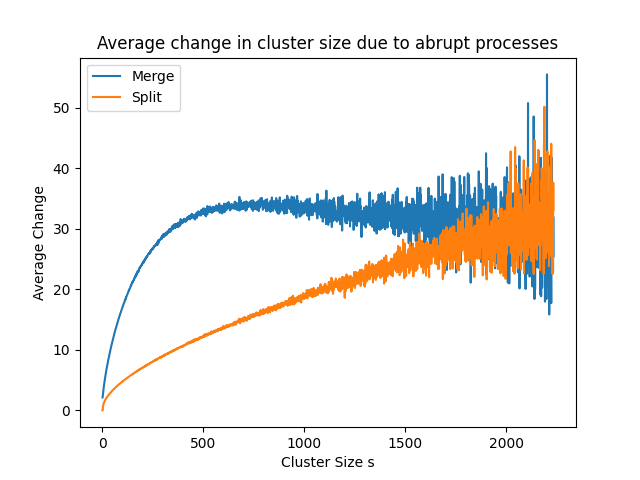 Average change in cluster size due to abrupt processes
Merge
Split
50
40
30
20
10
0
Average Change
0 500 1000 1500 2000
Cluster Size s